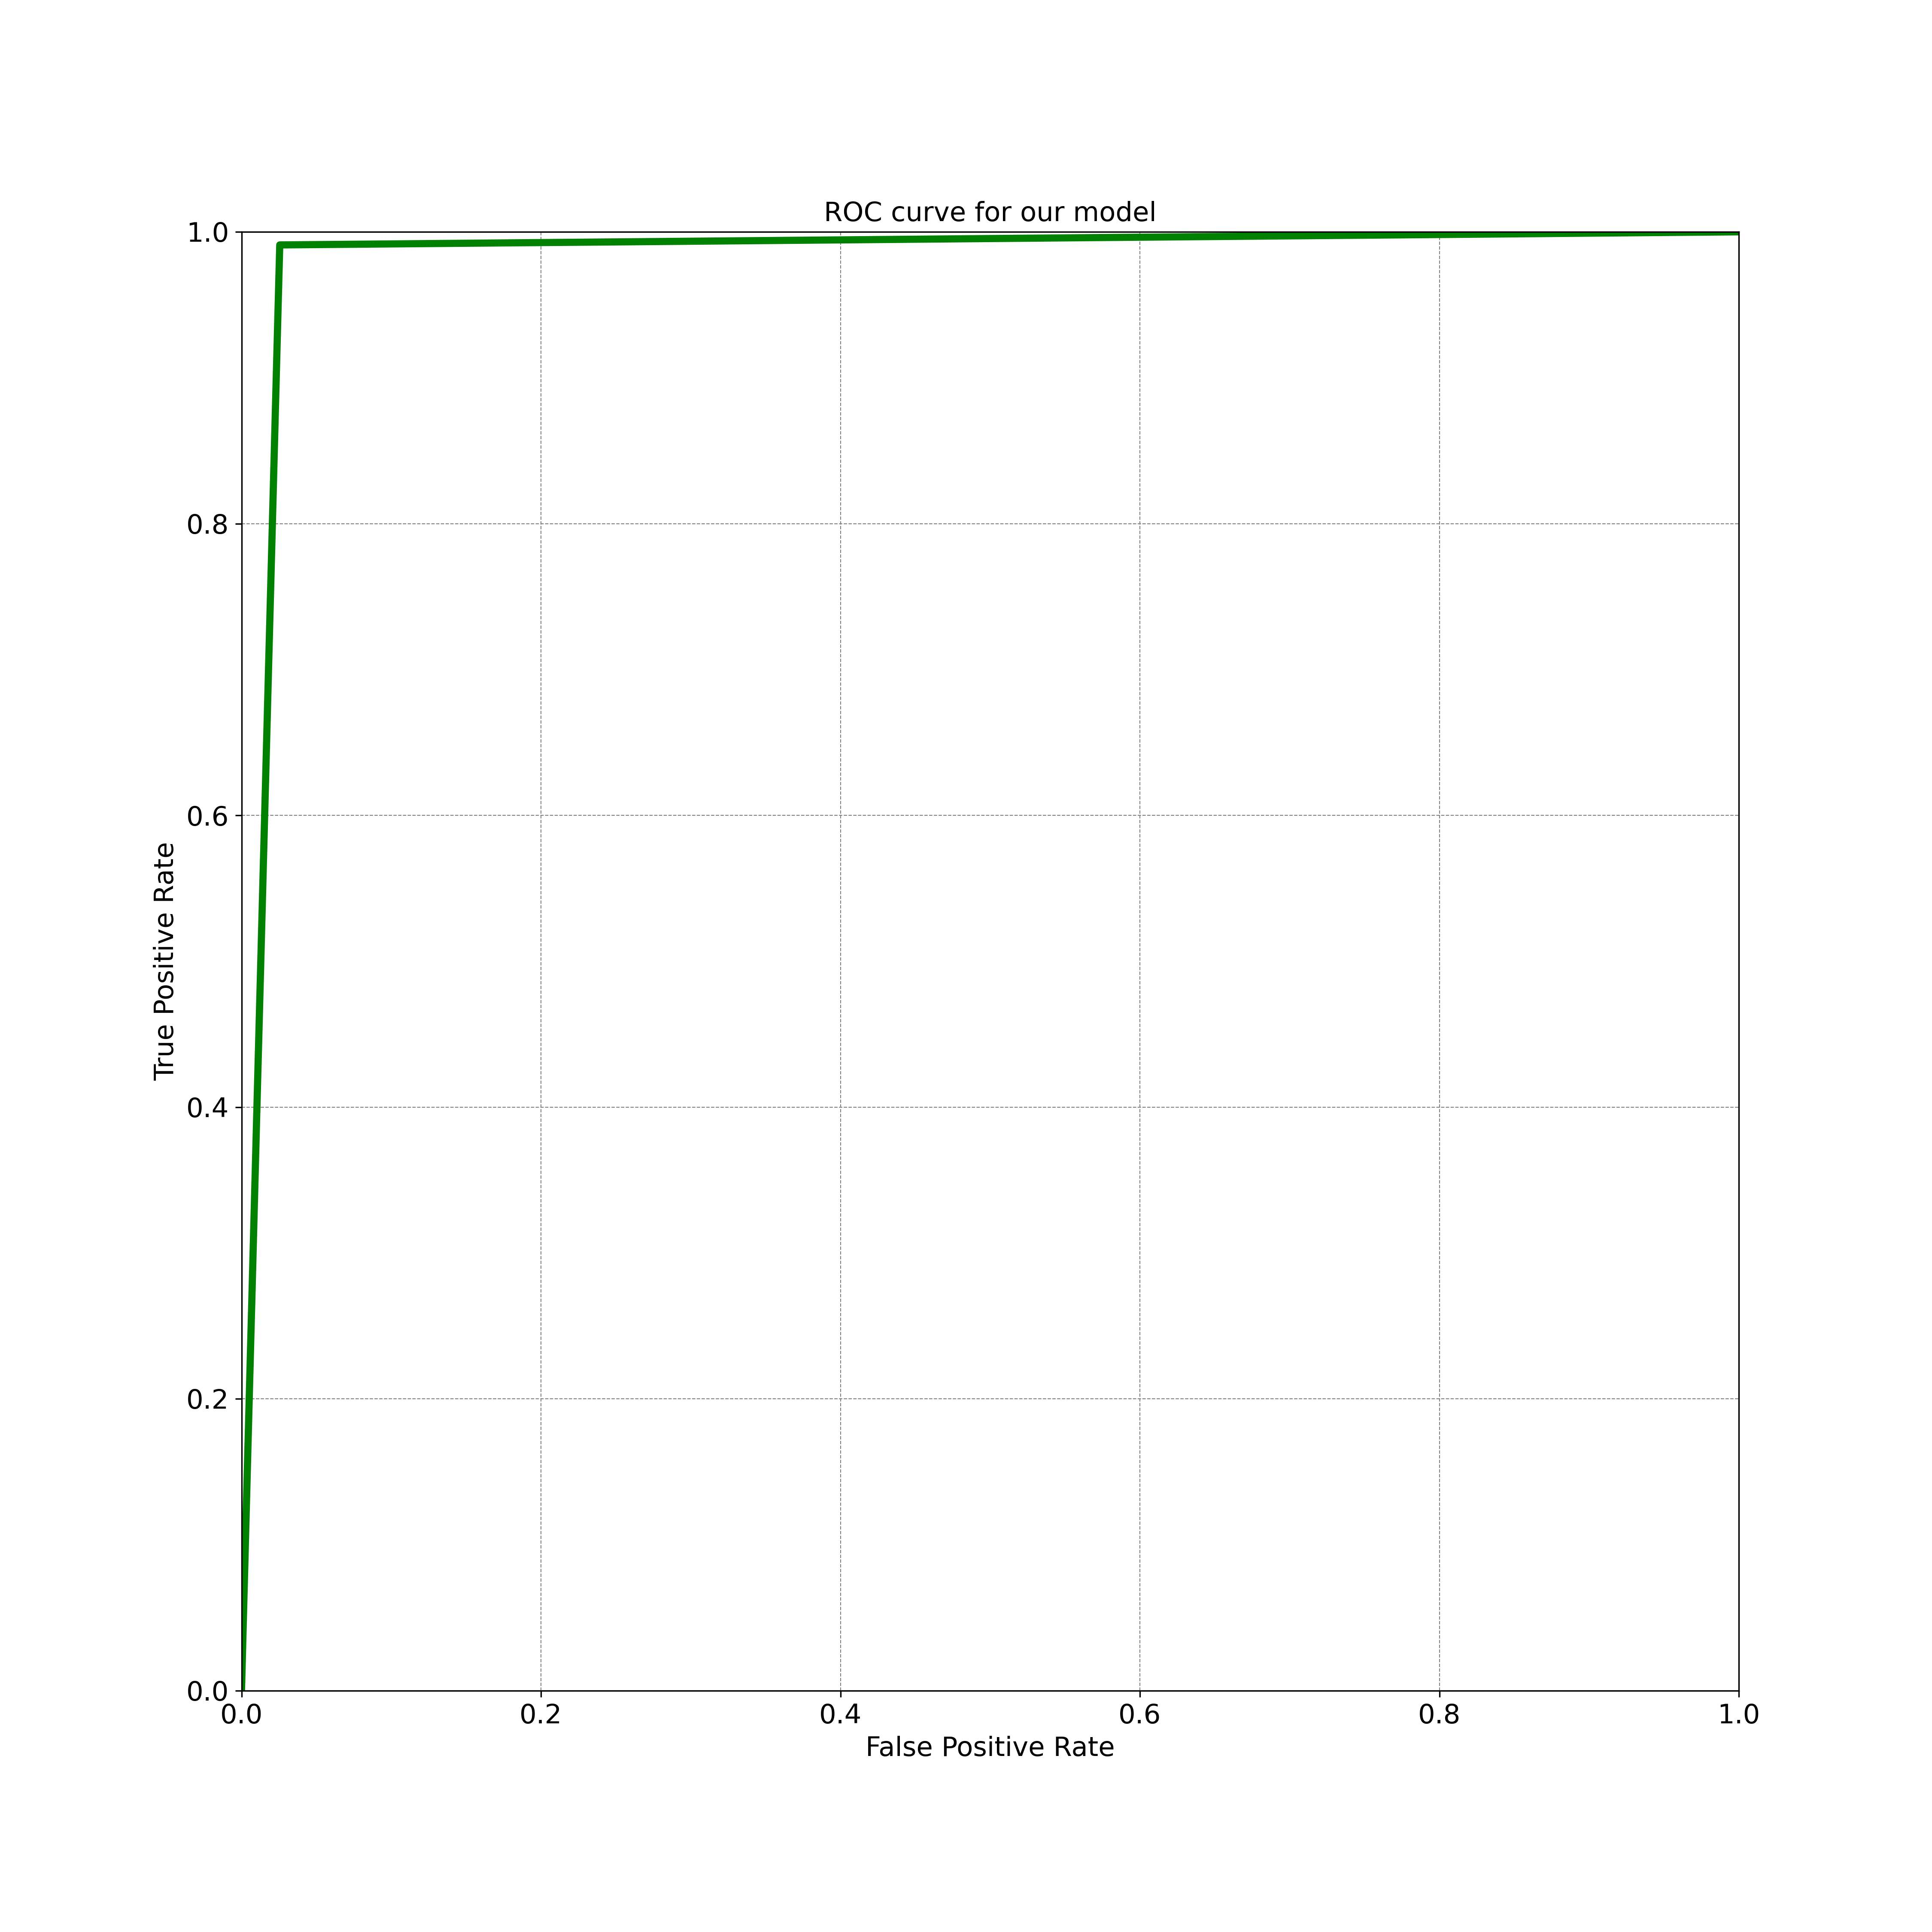 ROC curve for our model
1.0
0.8
0.6
0.4
0.2
0.0
True Positive Rate
0.0 0.2 0.4 0.6 0.8 1.0
False Positive Rate